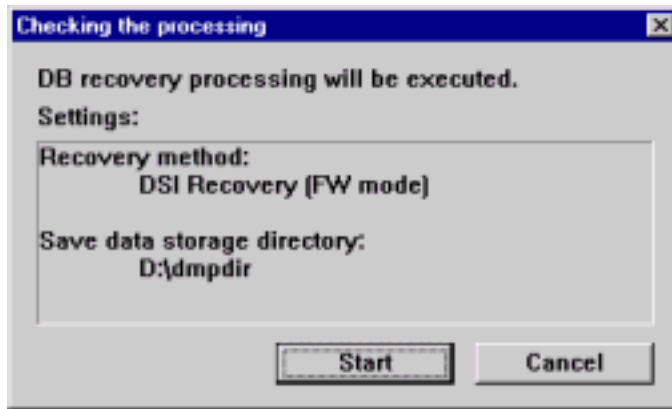 Checking the processing
DB recovery processing will be executed.
Settings:
Recovery method:
DSI Recovery (FW mode)
Save data storage directory:
D:\dmpdir
Start
Cancel